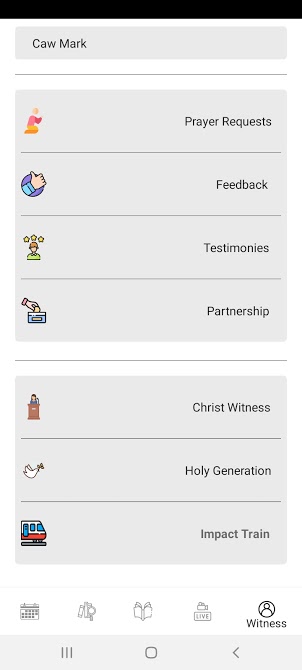 Caw Mark
Prayer Requests
Feedback
Testimonies
Partnership
Christ Witness
Holy Generation
Impact Train
LIVE
Witness